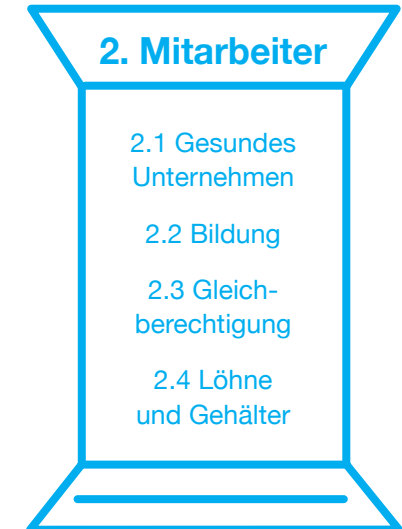 2. Mitarbeiter
2.1 Gesundes
Unternehmen
2.2 Bildung
2.3 Gleich-
berechtigung
2.4 Löhne
und Gehälter